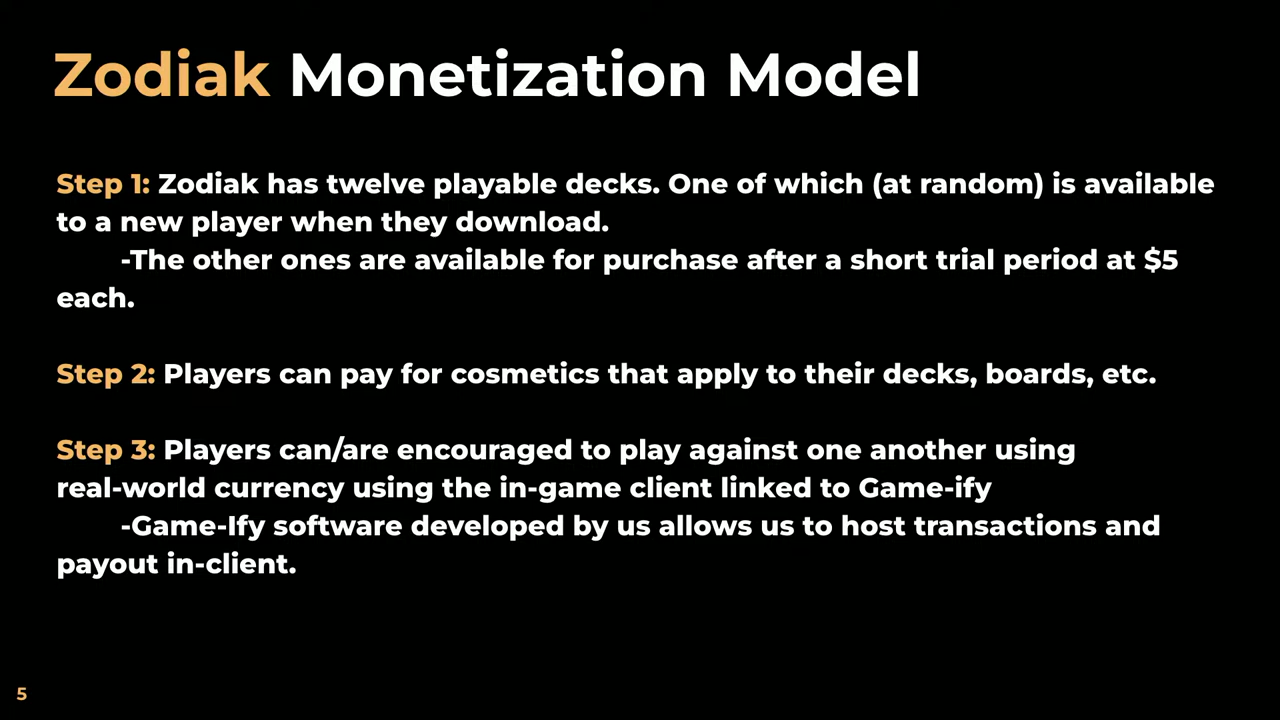 Zodiak Monetization Model
Step 1: Zodiak has twelve playable decks. One of which (at random) is available
to a new player when they download.
-The other ones are available for purchase after a short trial period at $5
each.
Step 2: Players can pay for cosmetics that apply to their decks, boards, etc.
Step 3: Players can/are encouraged to play against one another using
real-world currency using the in-game client linked to Game-ify
-Game-Ify software developed by us allows us to host transactions and
payout in-client.
5